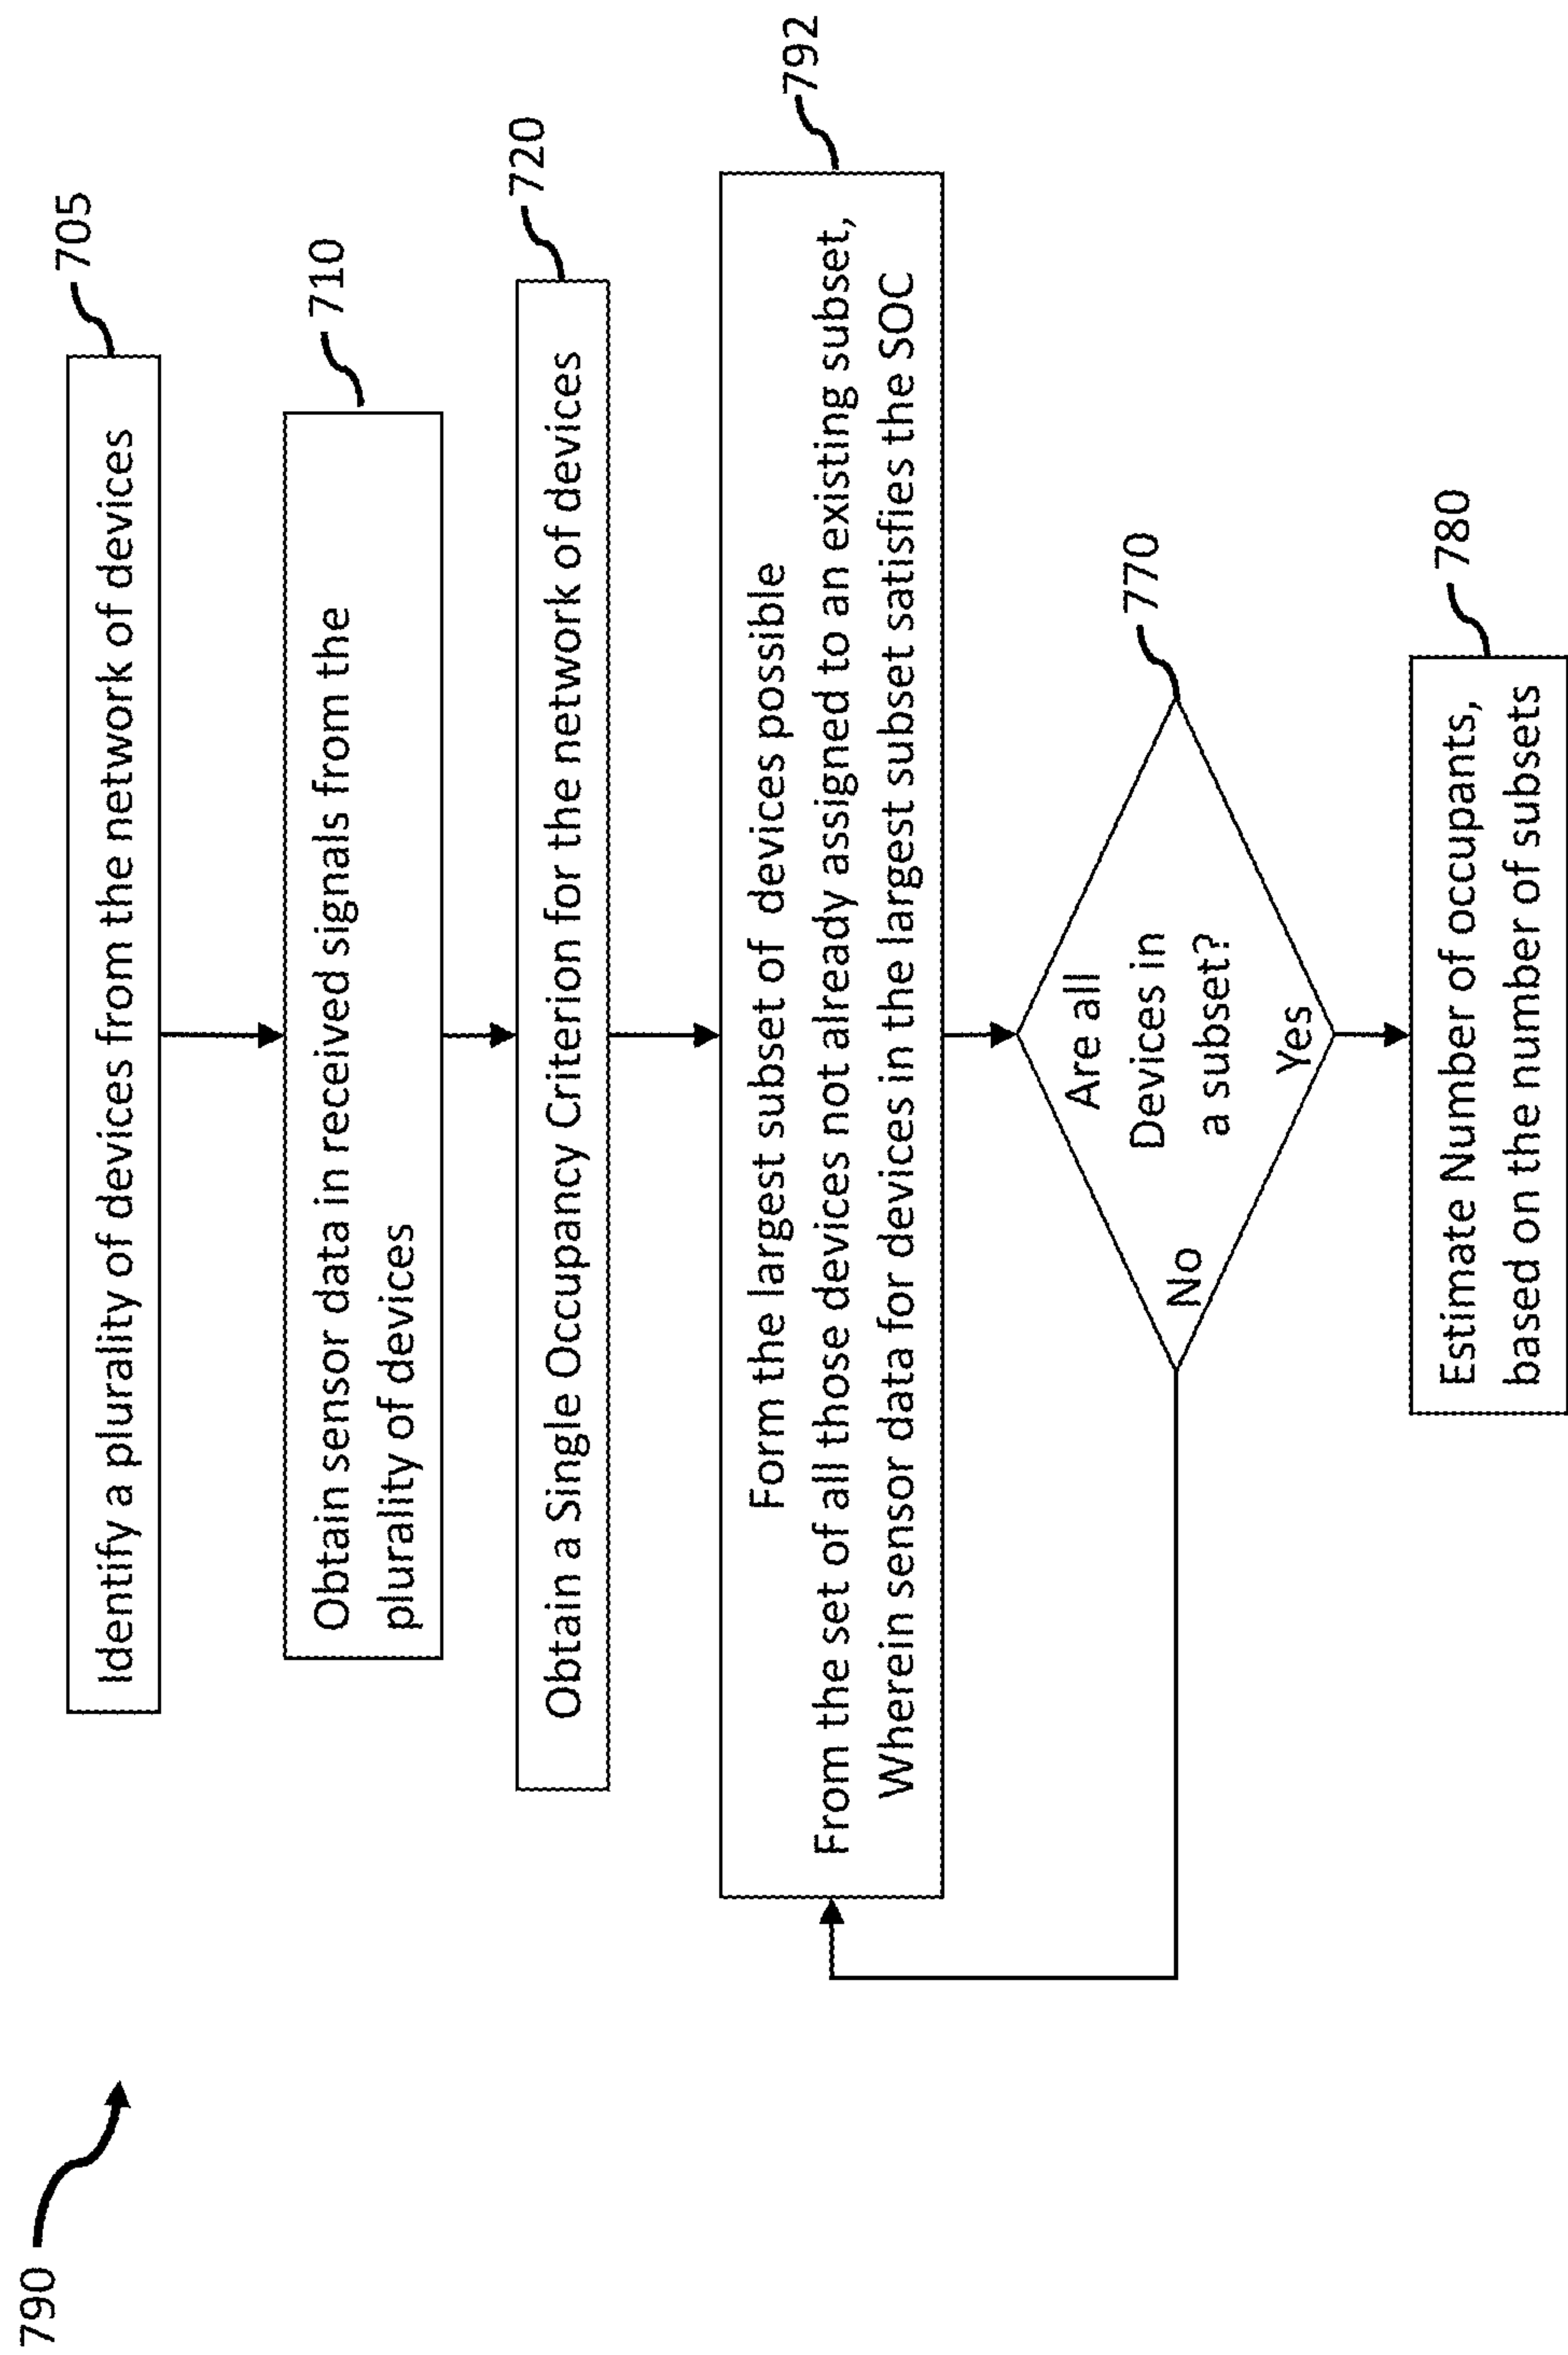 790
705
Identify a plurality of devices from the network of devices
710
Obtain sensor data in received signals from the
plurality of devices
720
Obtain a Single Occupancy Criterion for the network of devices
792
Form the largest subset of devices possible
From the set of all those devices not already assigned to an existing subset,
Wherein sensor data for devices in the largest subset satisfies the SOC
770
Are all
Devices in
a subset?
No
Yes
780
Estimate Number of occupants,
based on the number of subsets